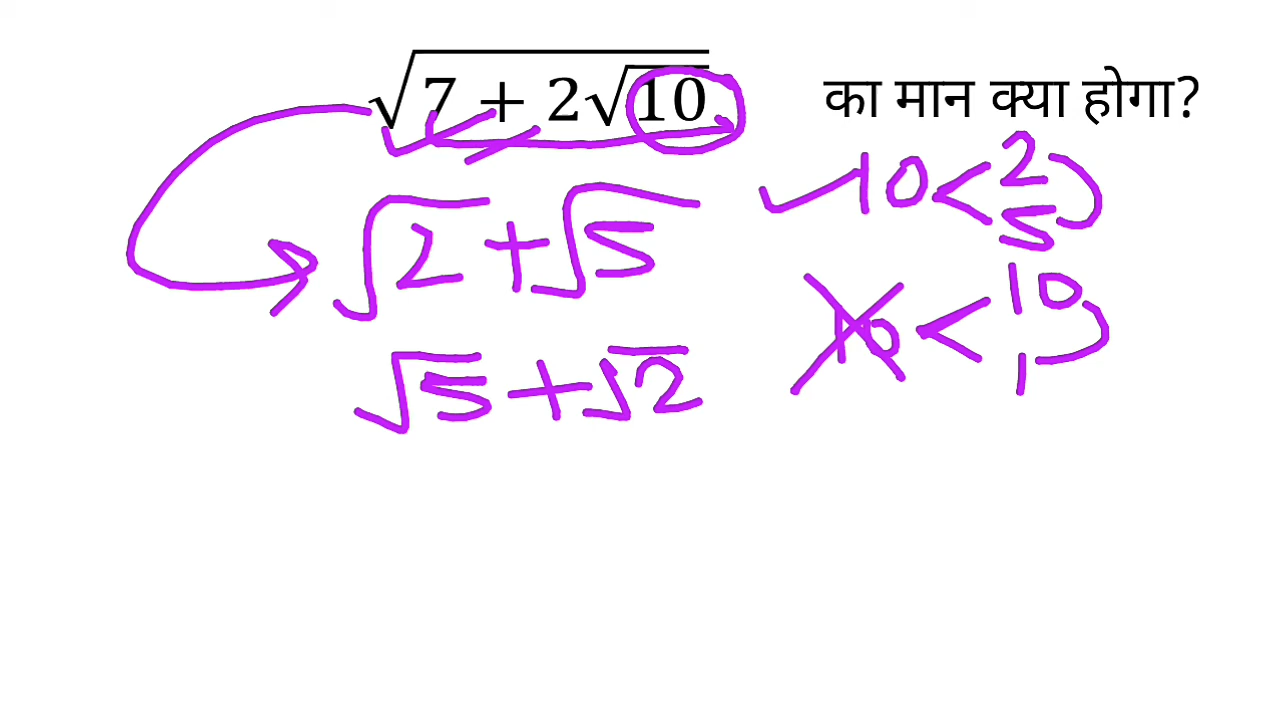 √(7 + 2√10) का मान क्या होगा?
√2 + √5
10 < 2 5
√5 + √2
10 < 10 1